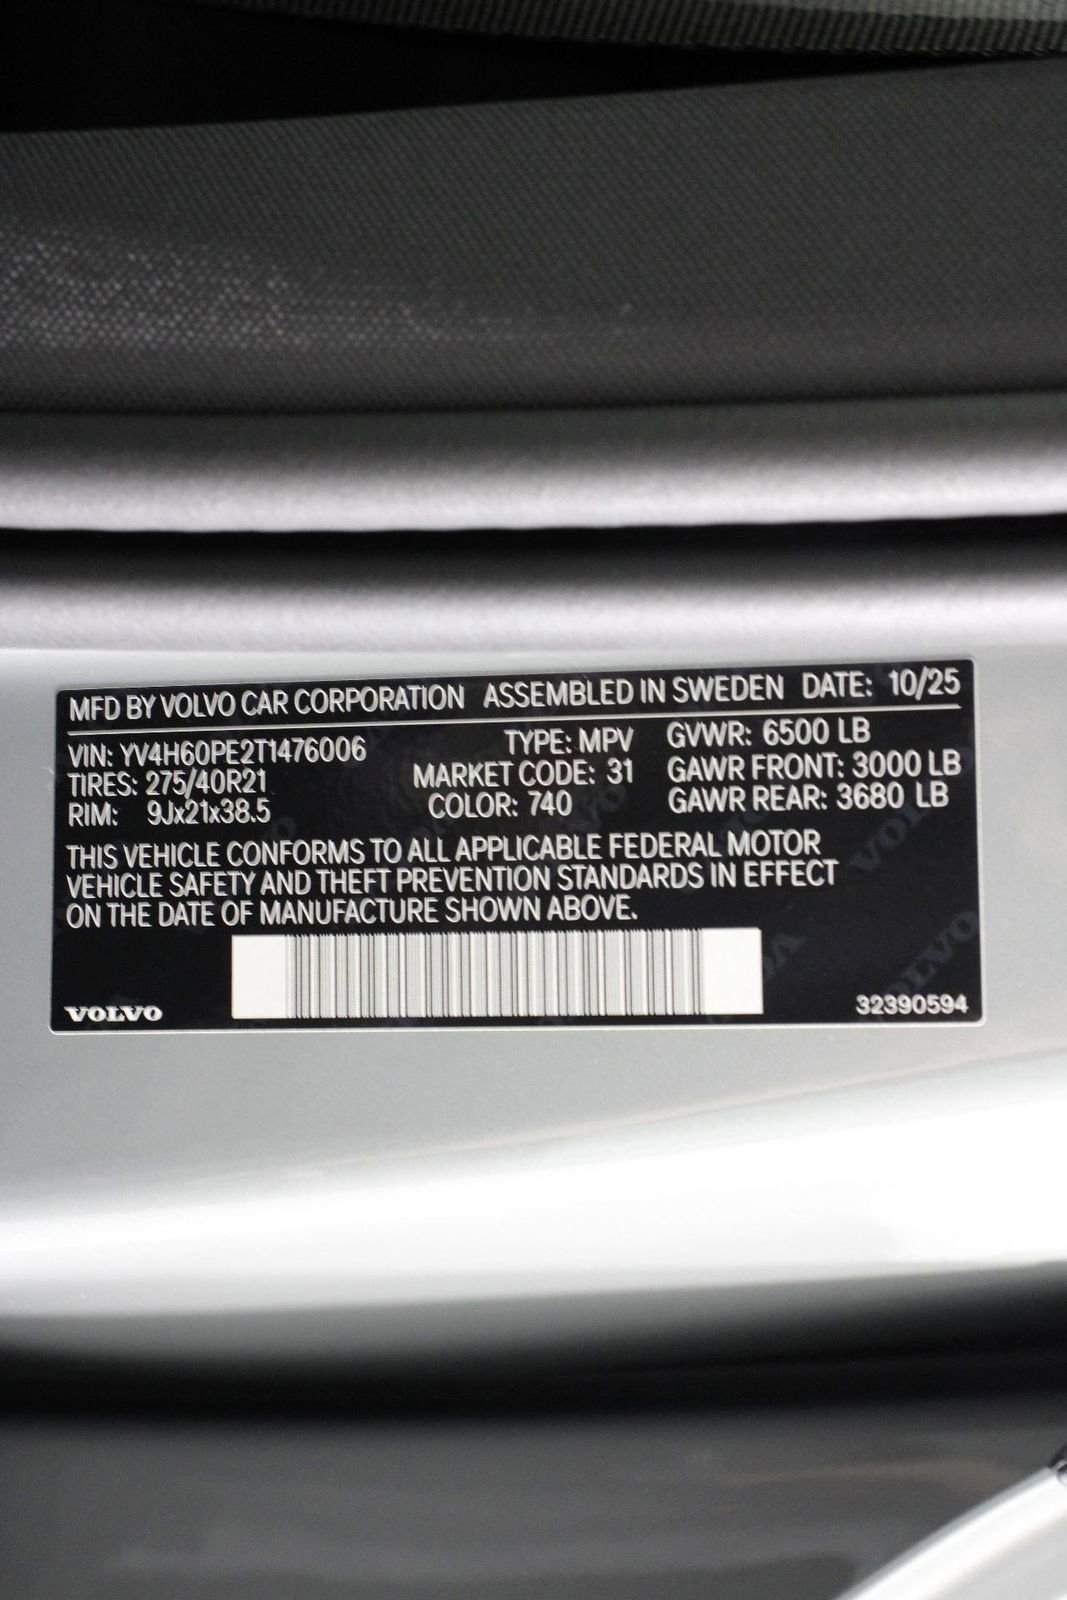 MFD BY VOLVO CAR CORPORATION ASSEMBLED IN SWEDEN DATE: 10/25
VIN: YV4H60PE2T1476006 TYPE: MPV GVWR: 6500 LB
TIRES: 275/40R21 MARKET CODE: 31 GAWR FRONT: 3000 LB
RIM: 9Jx21x38.5 COLOR: 740 GAWR REAR: 3680 LB
THIS VEHICLE CONFORMS TO ALL APPLICABLE FEDERAL MOTOR
VEHICLE SAFETY AND THEFT PREVENTION STANDARDS IN EFFECT
ON THE DATE OF MANUFACTURE SHOWN ABOVE.
VOLVO 32390594